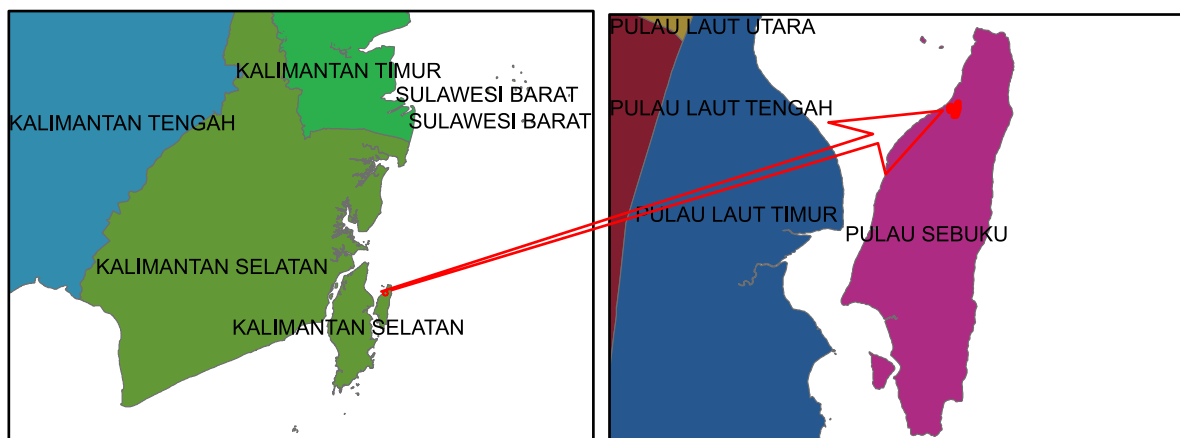 KALIMANTAN TIMUR
SULAWESI BARAT
KALIMANTAN TENGAH
SULAWESI BARAT
KALIMANTAN SELATAN
KALIMANTAN SELATAN
PULAU LAUT UTARA
PULAU LAUT TENGAH
PULAU LAUT TIMUR
PULAU SEBUKU